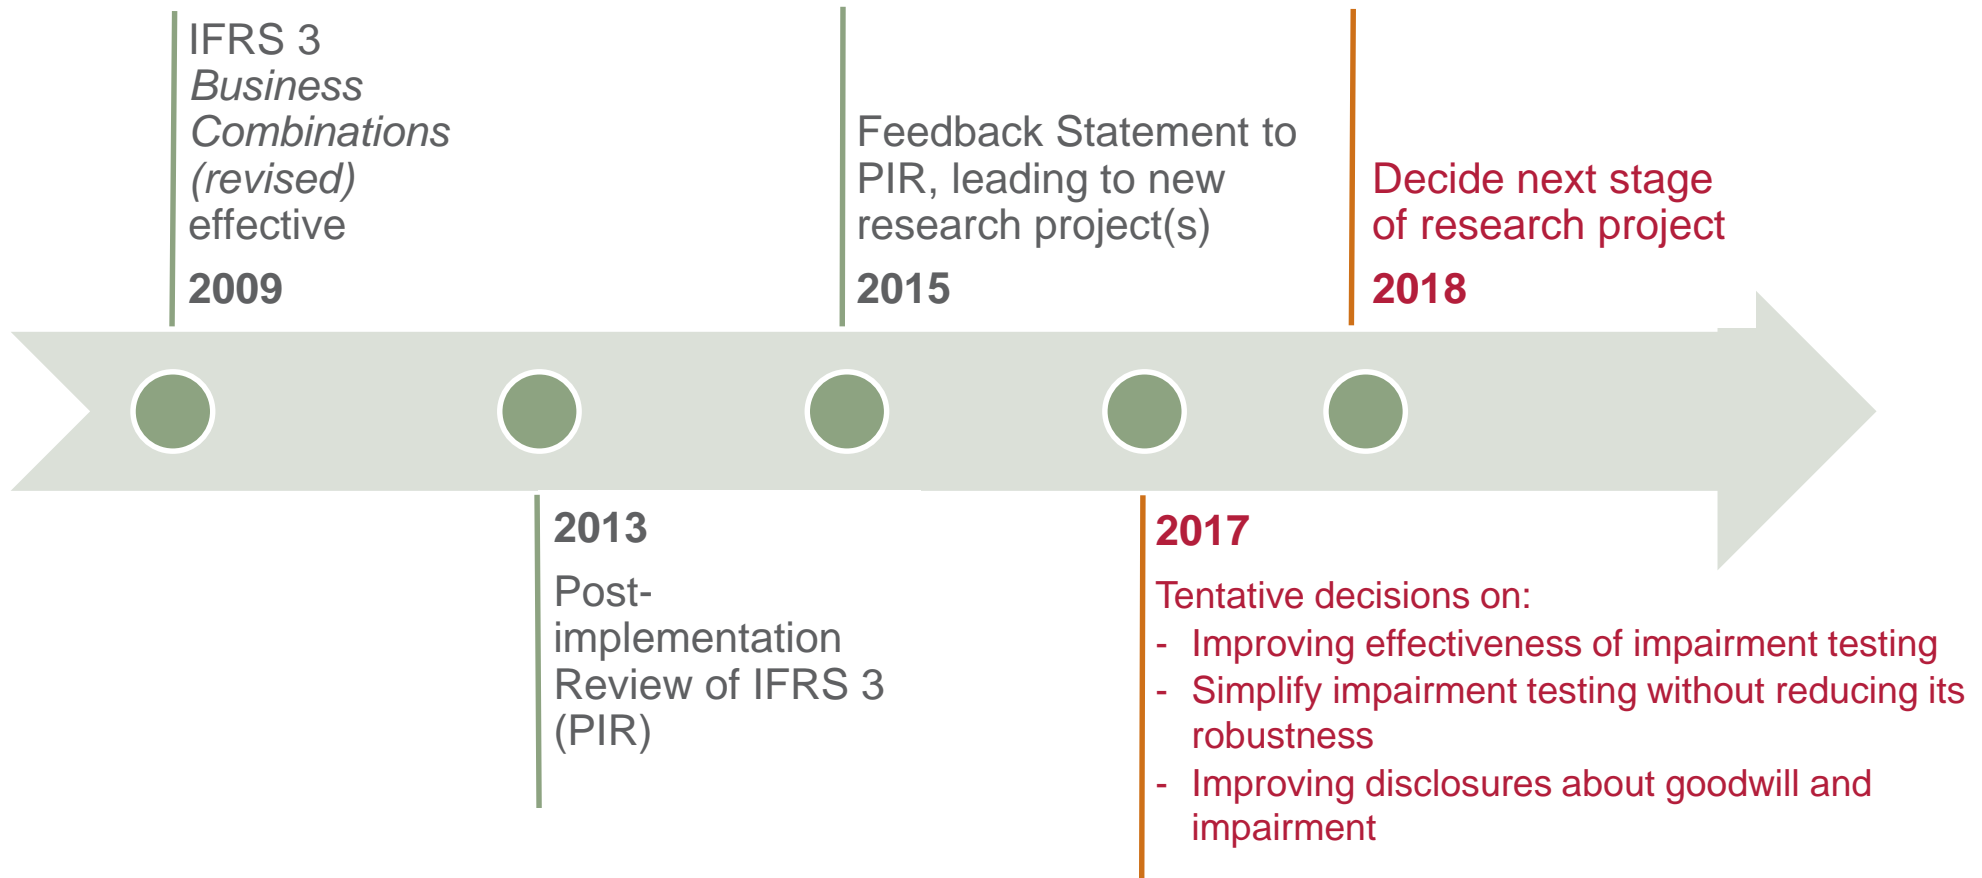 IFRS 3
Business
Combinations
(revised)
effective
2009
2013
Post-
implementation
Review of IFRS 3
(PIR)
Feedback Statement to
PIR, leading to new
research project(s)
2015
2017
Tentative decisions on:
- Improving effectiveness of impairment testing
- Simplify impairment testing without reducing its
robustness
- Improving disclosures about goodwill and
impairment
Decide next stage
of research project
2018